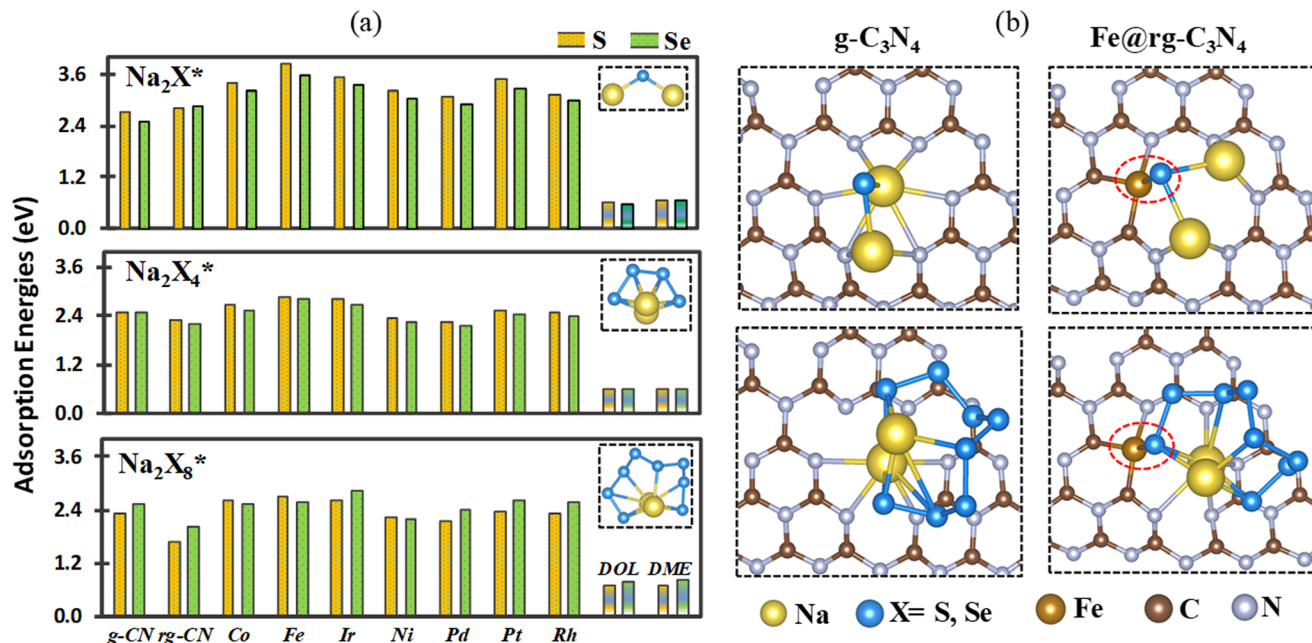 (a)
(b)
S Se
g-C₃N₄
Fe@rg-C₃N₄
Adsorption Energies (eV)
Na₂X*
3.6
2.4
1.2
0.0
Na₂X₄*
3.6
2.4
1.2
0.0
Na₂X₈*
3.6
2.4
1.2
0.0
DOL DME
g-CN rg-CN Co Fe Ir Ni Pd Pt Rh
Na X= S, Se Fe C N